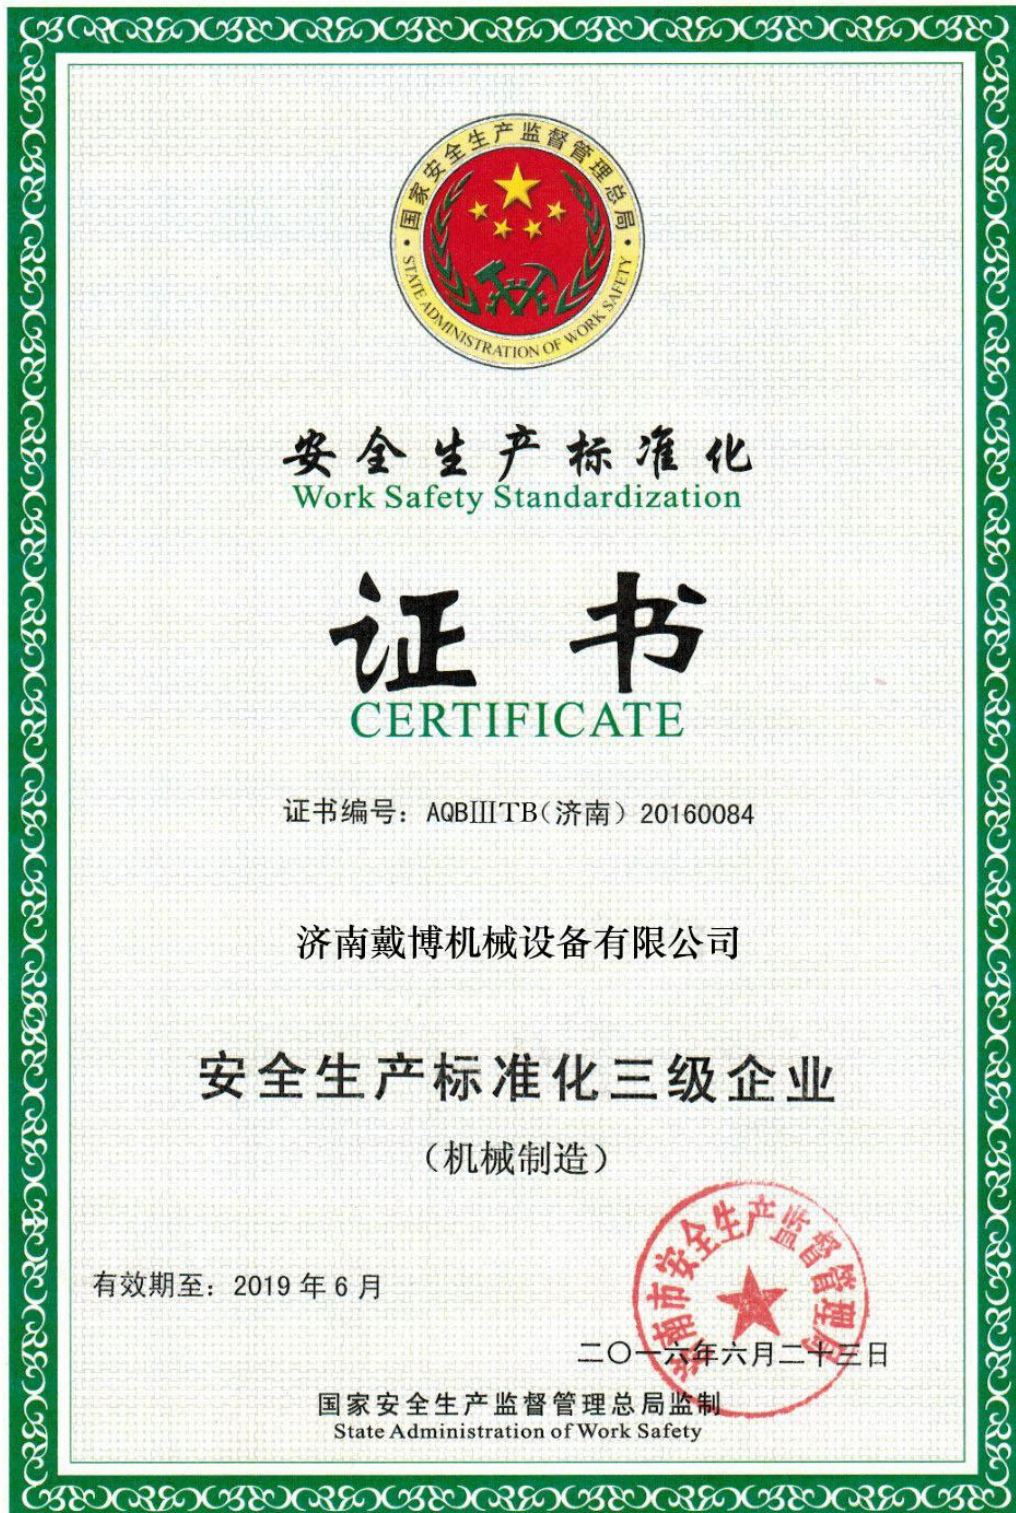 国家安全生产监督管理总局
STATE ADMINISTRATION OF WORK SAFETY
安全生产标准化
Work Safety Standardization
证书
CERTIFICATE
证书编号：AQBⅢTB（济南）20160084
济南戴博机械设备有限公司
安全生产标准化三级企业
（机械制造）
济南市安全生产监督管理局
有效期至：2019年6月
二〇一六年六月二十三日
国家安全生产监督管理总局监制
State Administration of Work Safety